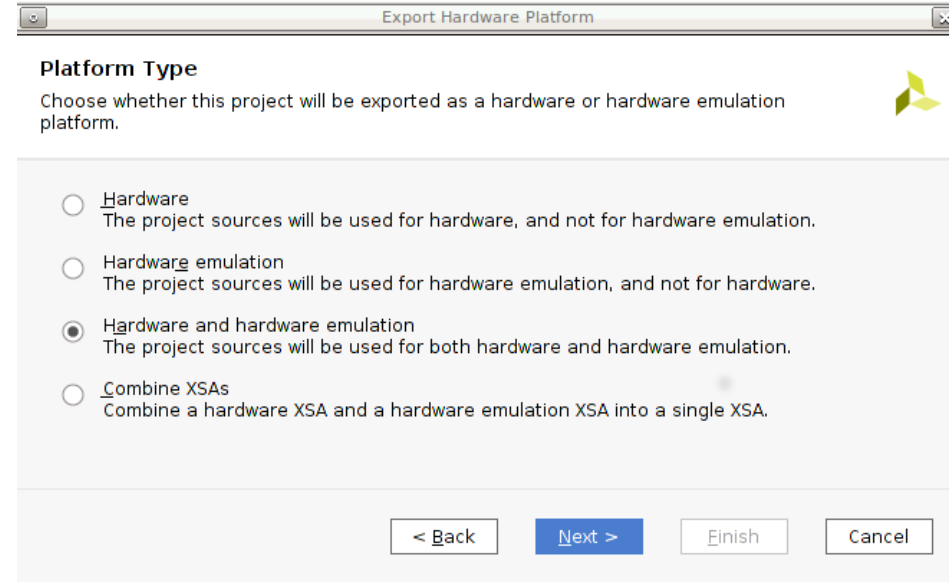 Export Hardware Platform
Platform Type
Choose whether this project will be exported as a hardware or hardware emulation
platform.
Hardware
The project sources will be used for hardware, and not for hardware emulation.
Hardware emulation
The project sources will be used for hardware emulation, and not for hardware.
Hardware and hardware emulation
The project sources will be used for both hardware and hardware emulation.
Combine XSAs
Combine a hardware XSA and a hardware emulation XSA into a single XSA.
< Back Next > Finish Cancel